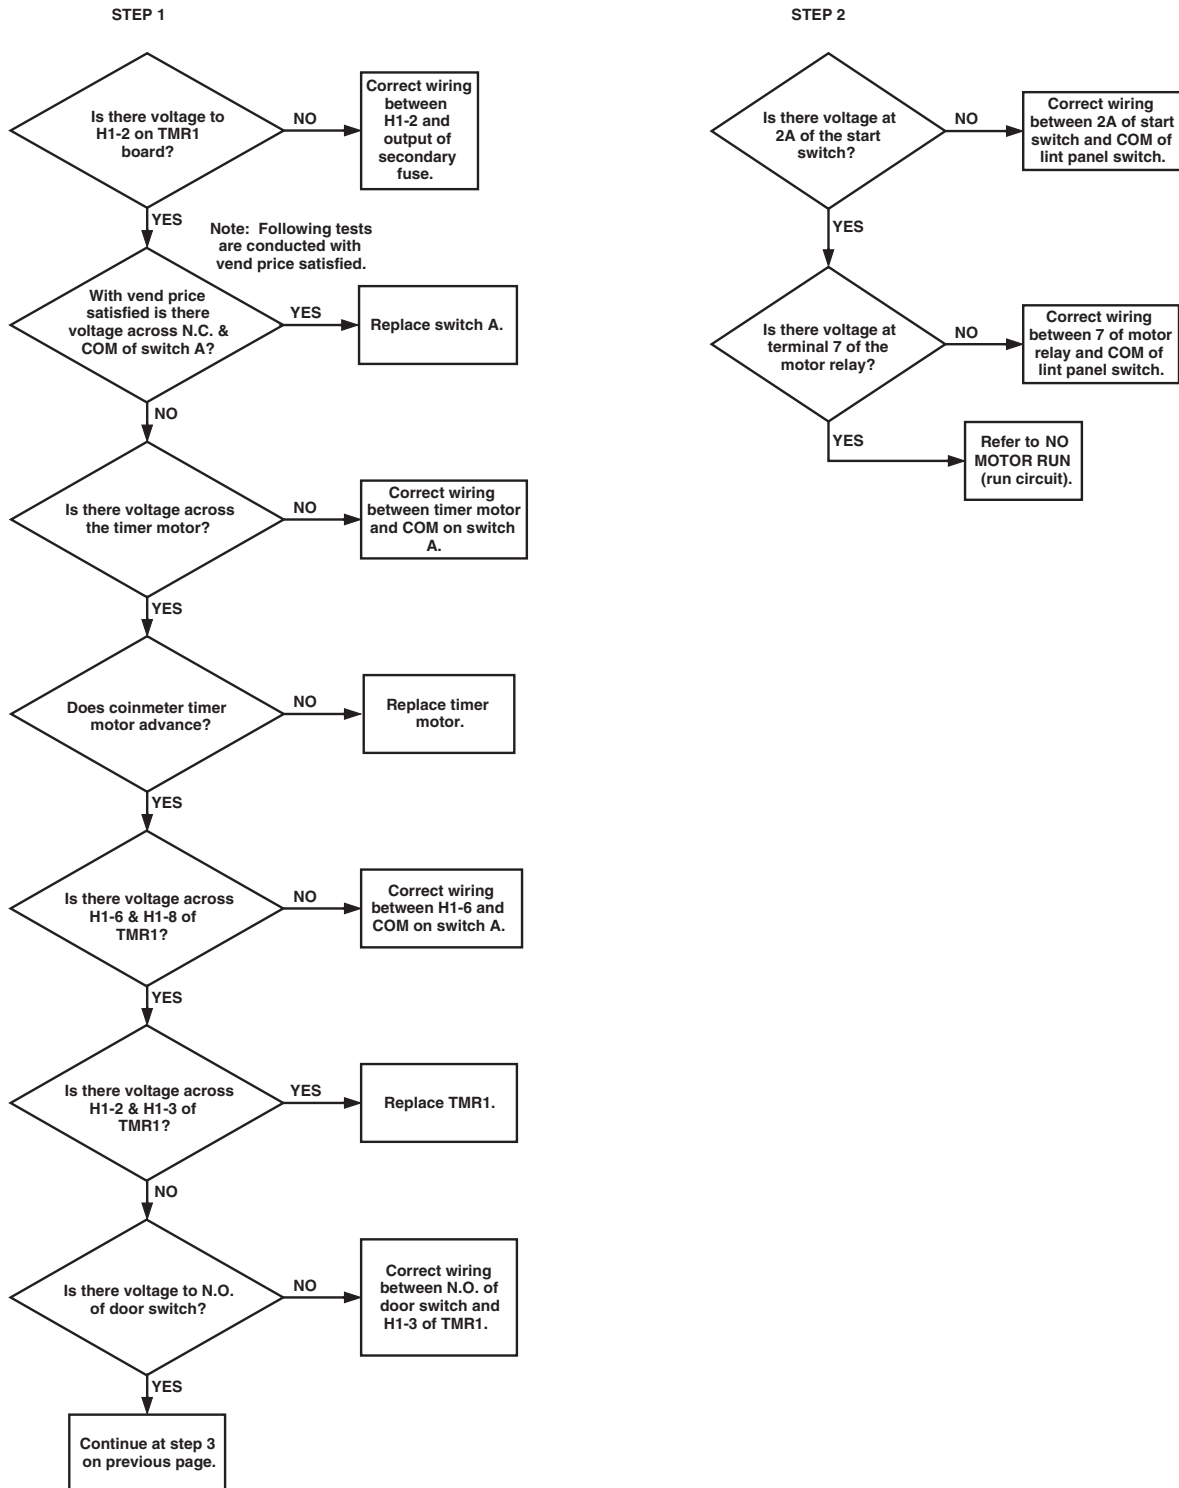 STEP 1
Is there voltage to
H1-2 on TMR1
board?
NO
Correct wiring
between
H1-2 and
output of
secondary
fuse.
YES
Note: Following tests
are conducted with
vend price satisfied.
With vend price
satisfied is there
voltage across N.C. &
COM of switch A?
YES
Replace switch A.
NO
Is there voltage across
the timer motor?
NO
Correct wiring
between timer motor
and COM on switch
A.
YES
Does coinmeter timer
motor advance?
NO
Replace timer
motor.
YES
Is there voltage across
H1-6 & H1-8 of
TMR1?
NO
Correct wiring
between H1-6 and
COM on switch A.
YES
Is there voltage across
H1-2 & H1-3 of
TMR1?
YES
Replace TMR1.
NO
Is there voltage to N.O.
of door switch?
NO
Correct wiring
between N.O. of
door switch and
H1-3 of TMR1.
YES
Continue at step 3
on previous page.
STEP 2
Is there voltage at
2A of the start
switch?
NO
Correct wiring
between 2A of start
switch and COM of
lint panel switch.
YES
Is there voltage at
terminal 7 of the
motor relay?
NO
Correct wiring
between 7 of motor
relay and COM of
lint panel switch.
YES
Refer to NO
MOTOR RUN
(run circuit).